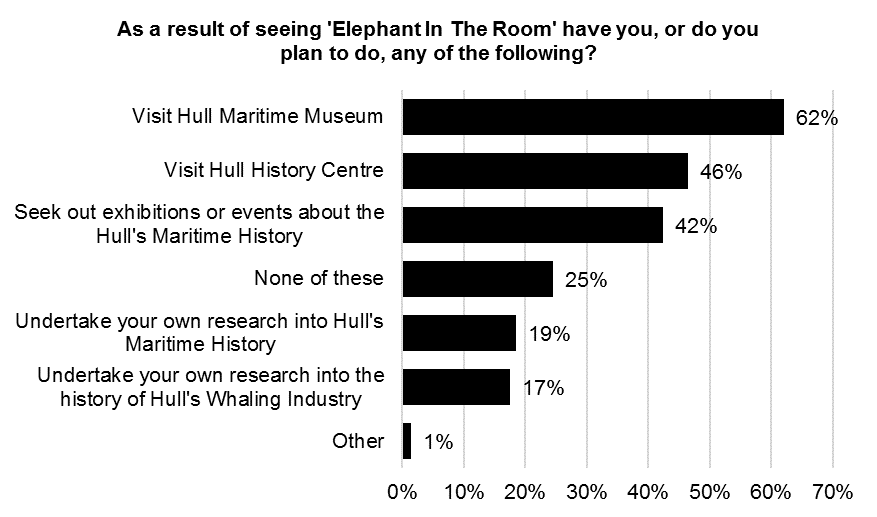 As a result of seeing 'Elephant In The Room' have you, or do you
plan to do, any of the following?
Visit Hull Maritime Museum
62%
Visit Hull History Centre
46%
Seek out exhibitions or events about the
Hull's Maritime History
42%
None of these
25%
Undertake your own research into Hull's
Maritime History
19%
Undertake your own research into the
history of Hull's Whaling Industry
17%
Other
1%
0% 10% 20% 30% 40% 50% 60% 70%